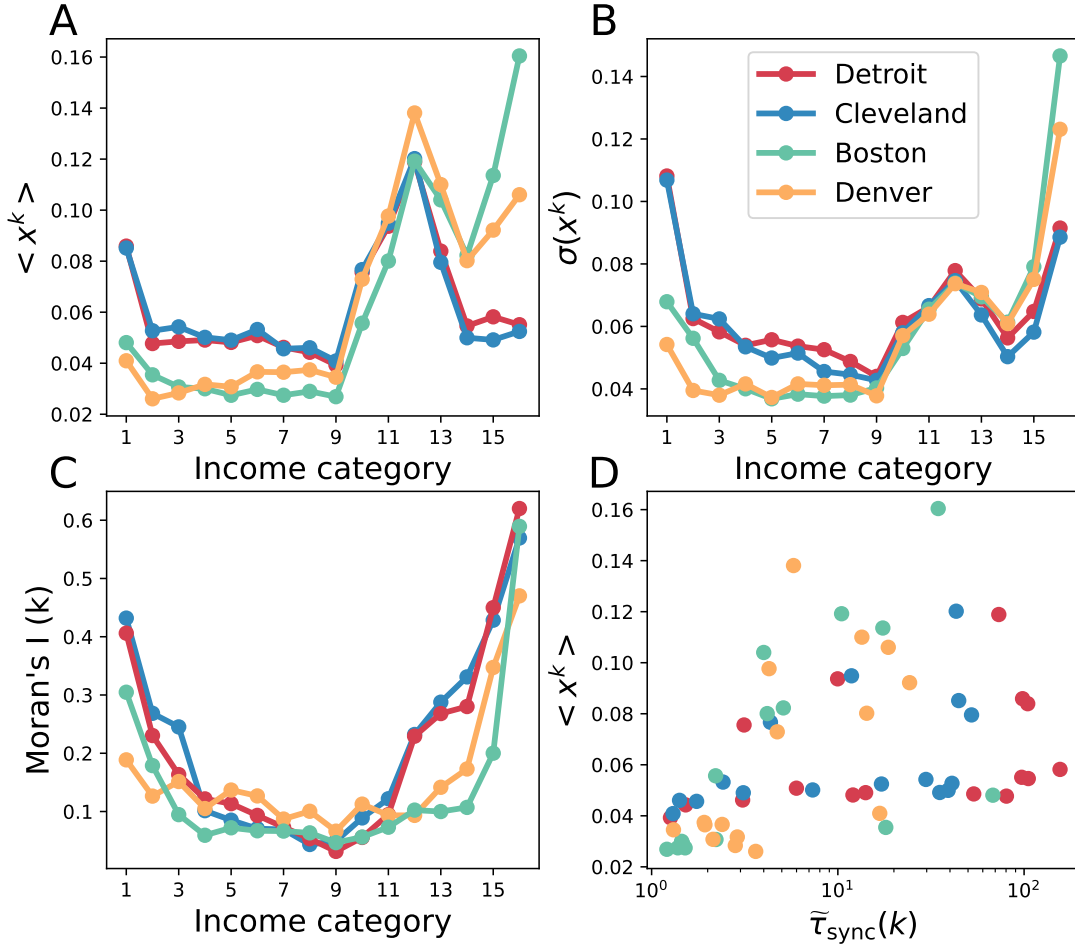 A
0.16
0.14
0.12
0.10
0.08
0.06
0.04
0.02
< x^k >
1 3 5 7 9 11 13 15
Income category
B
0.14
0.12
0.10
0.08
0.06
0.04
σ(x^k)
Detroit
Cleveland
Boston
Denver
1 3 5 7 9 11 13 15
Income category
C
0.6
0.5
0.4
0.3
0.2
0.1
Moran's I (k)
1 3 5 7 9 11 13 15
Income category
D
0.16
0.14
0.12
0.10
0.08
0.06
0.04
0.02
< x^k >
10^0 10^1 10^2
τ̃_sync(k)